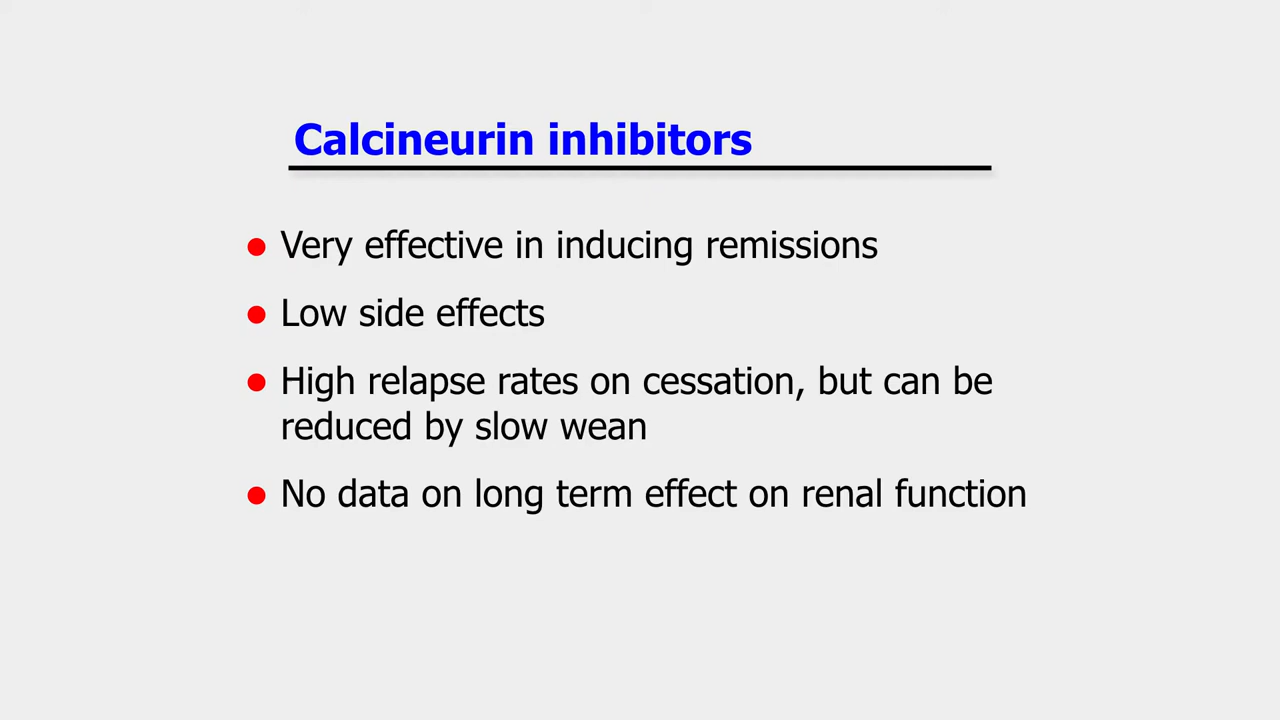 Calcineurin inhibitors
Very effective in inducing remissions
Low side effects
High relapse rates on cessation, but can be
reduced by slow wean
No data on long term effect on renal function